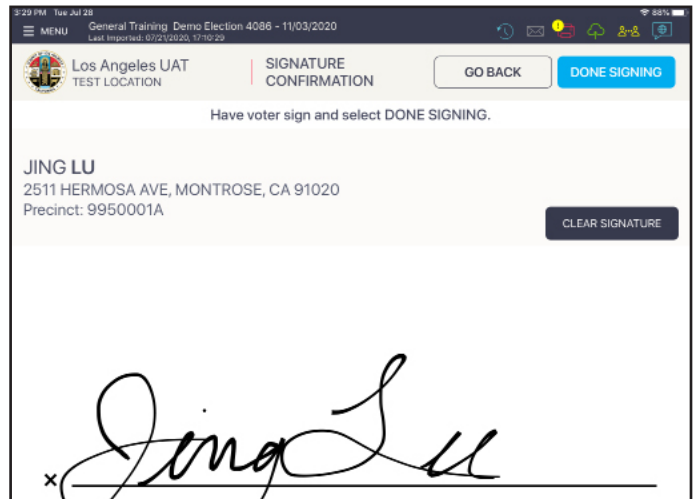 3:29 PM Tue Jul 28
88%
MENU
General Training Demo Election 4086 - 11/03/2020
Last Imported: 07/21/2020, 17:10:29
Los Angeles UAT
TEST LOCATION
SIGNATURE
CONFIRMATION
GO BACK
DONE SIGNING
Have voter sign and select DONE SIGNING.
JING LU
2511 HERMOSA AVE, MONTROSE, CA 91020
Precinct: 9950001A
CLEAR SIGNATURE
Jing Lu
×